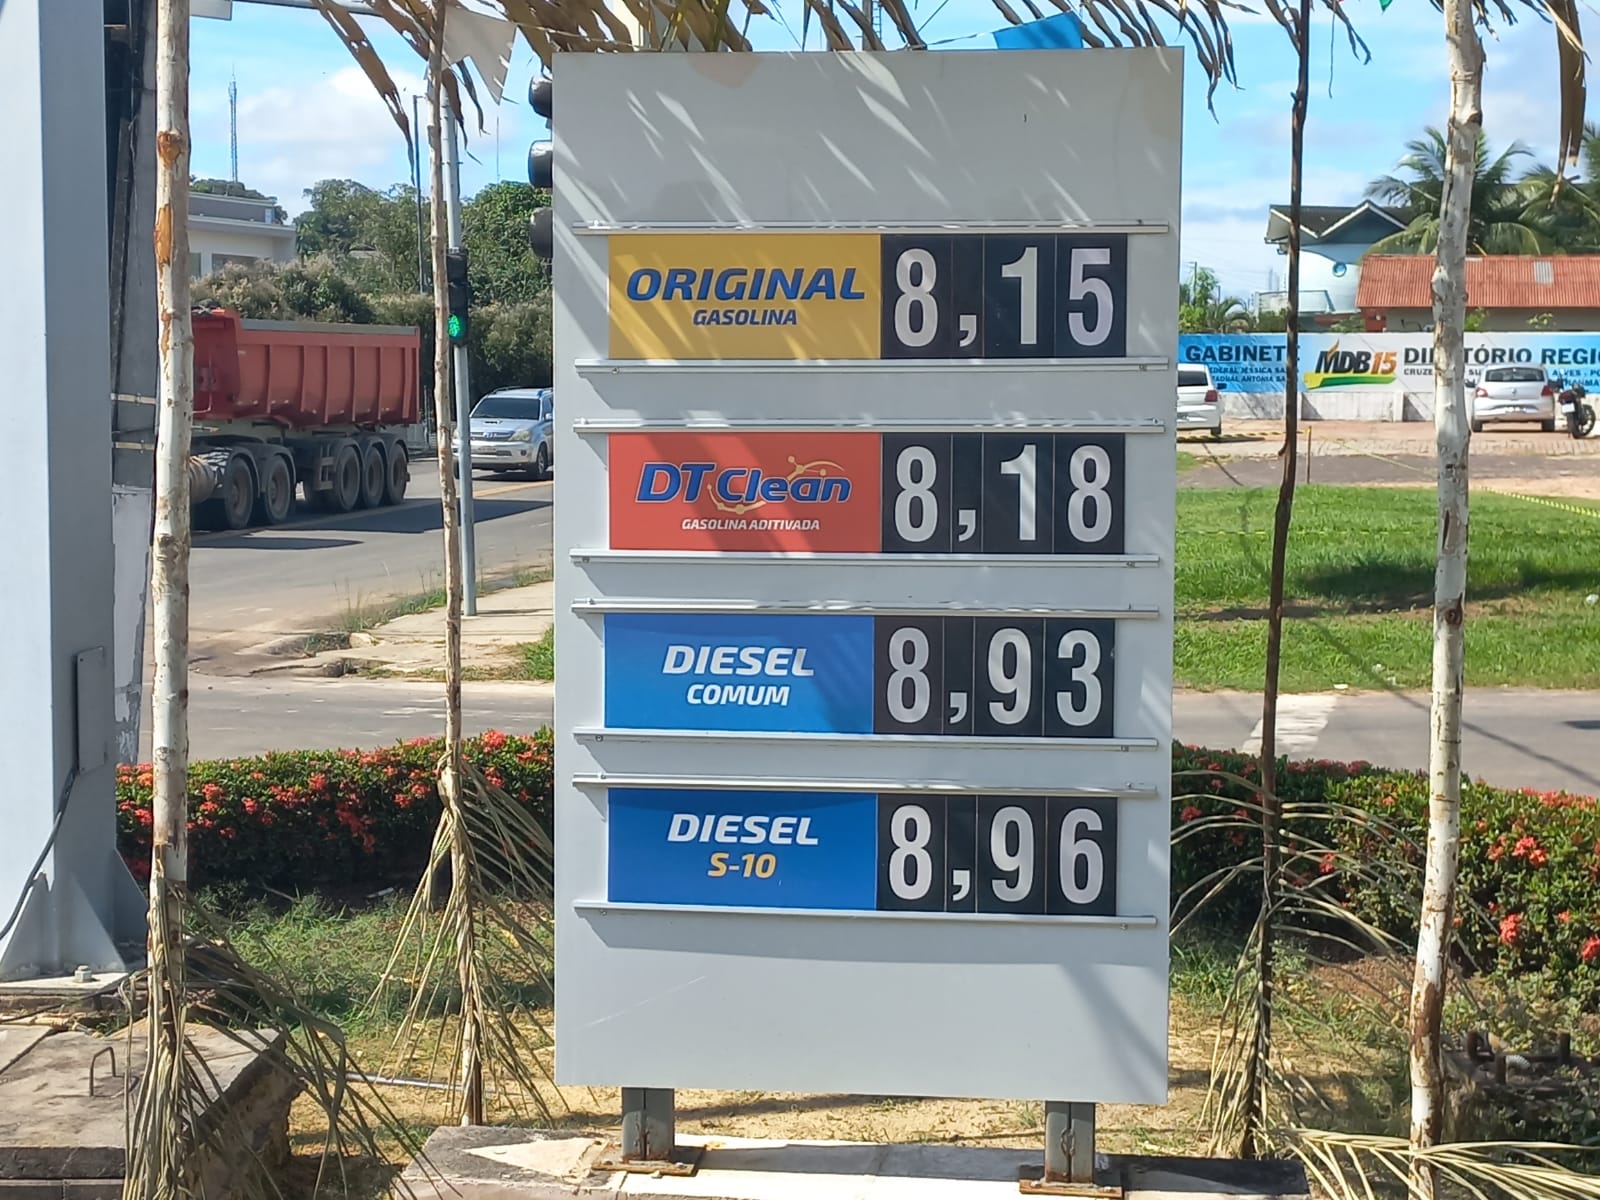 ORIGINAL
GASOLINA
8,15
DT Clean
GASOLINA ADITIVADA
8,18
DIESEL
COMUM
8,93
DIESEL
S-10
8,96
GABINETE
MDB15